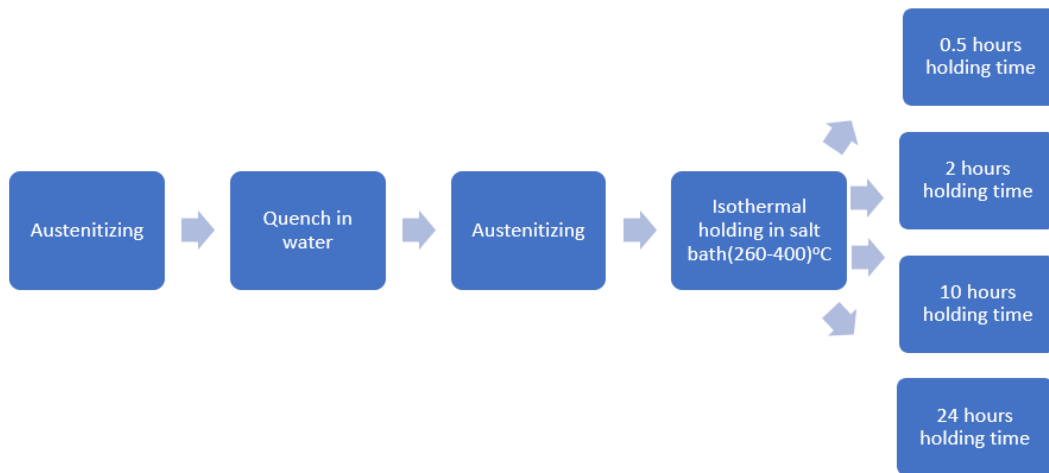 Austenitizing
Quench in
water
Austenitizing
Isothermal
holding in salt
bath(260-400)ºC
0.5 hours
holding time
2 hours
holding time
10 hours
holding time
24 hours
holding time